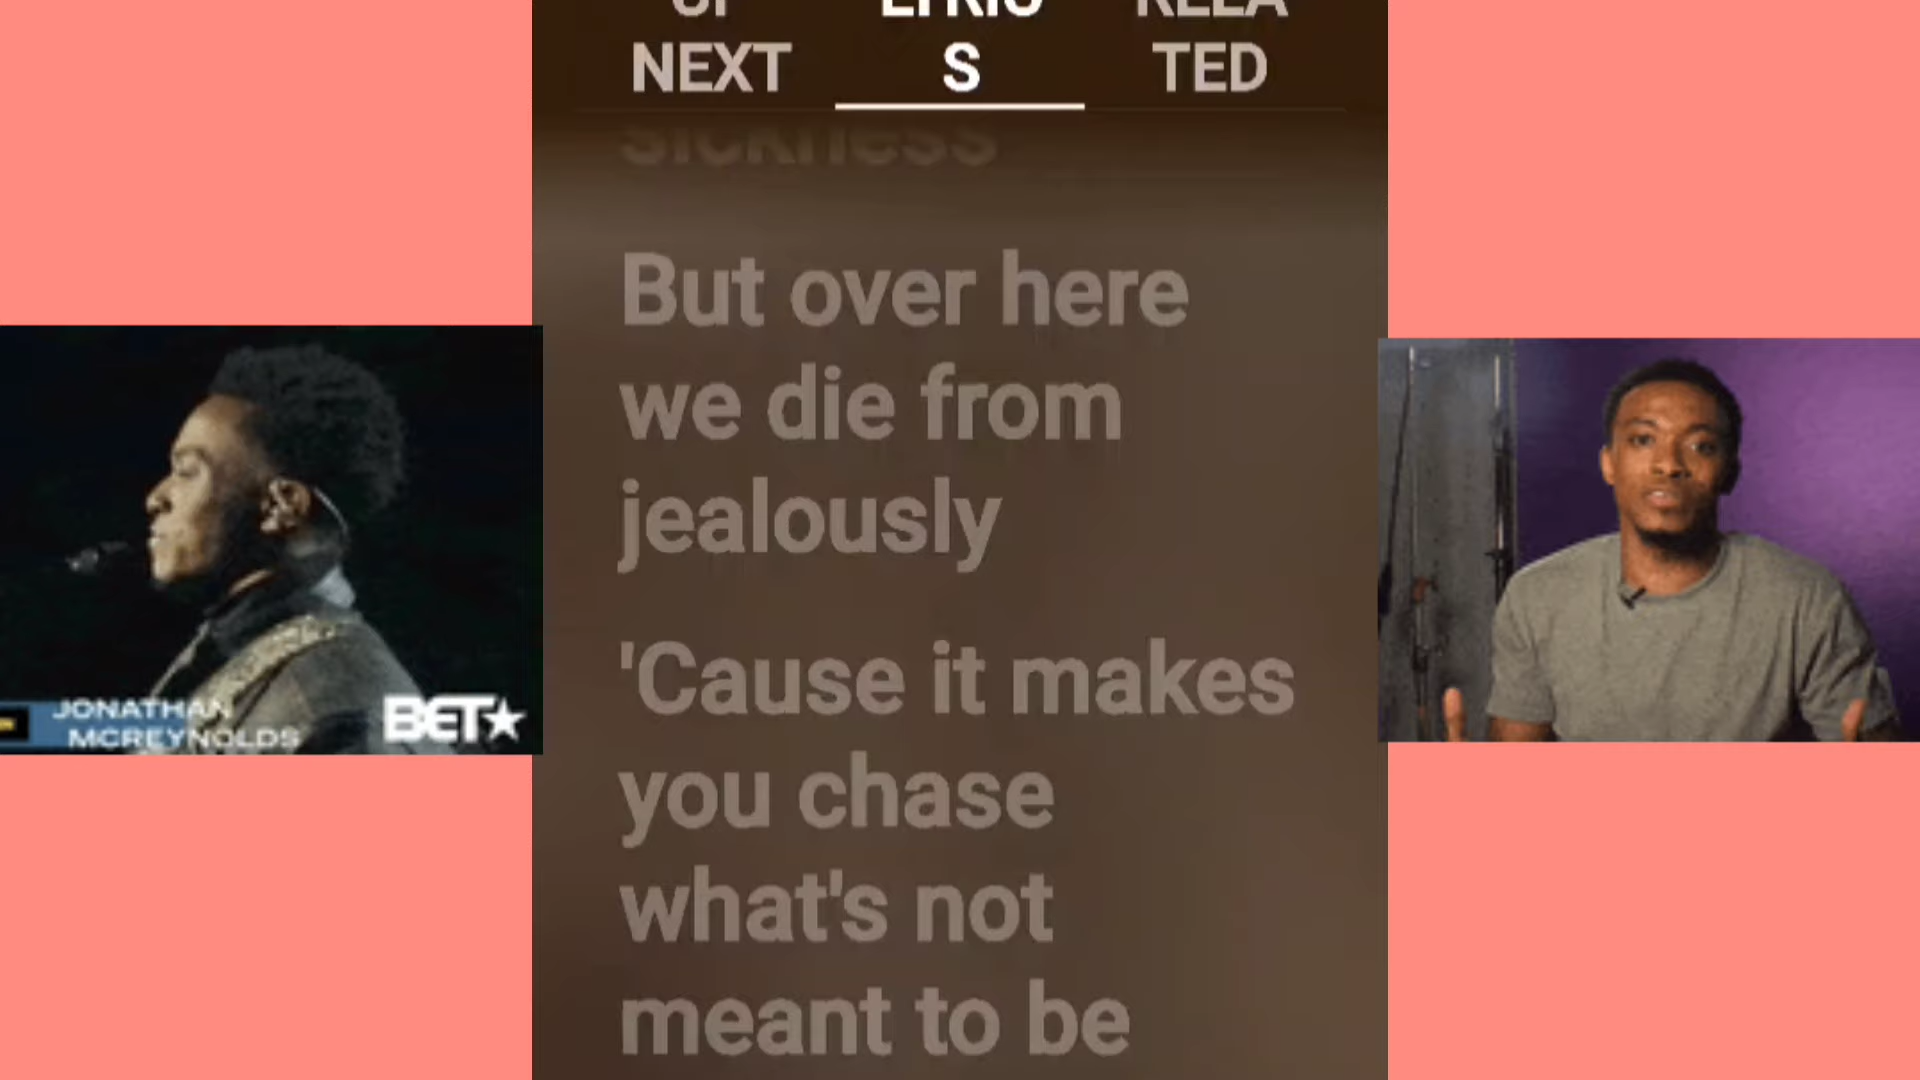 NEXT
S
TED
sickness
But over here
we die from
jealously
'Cause it makes
you chase
what's not
meant to be
JONATHAN
MCREYNOLDS
BET